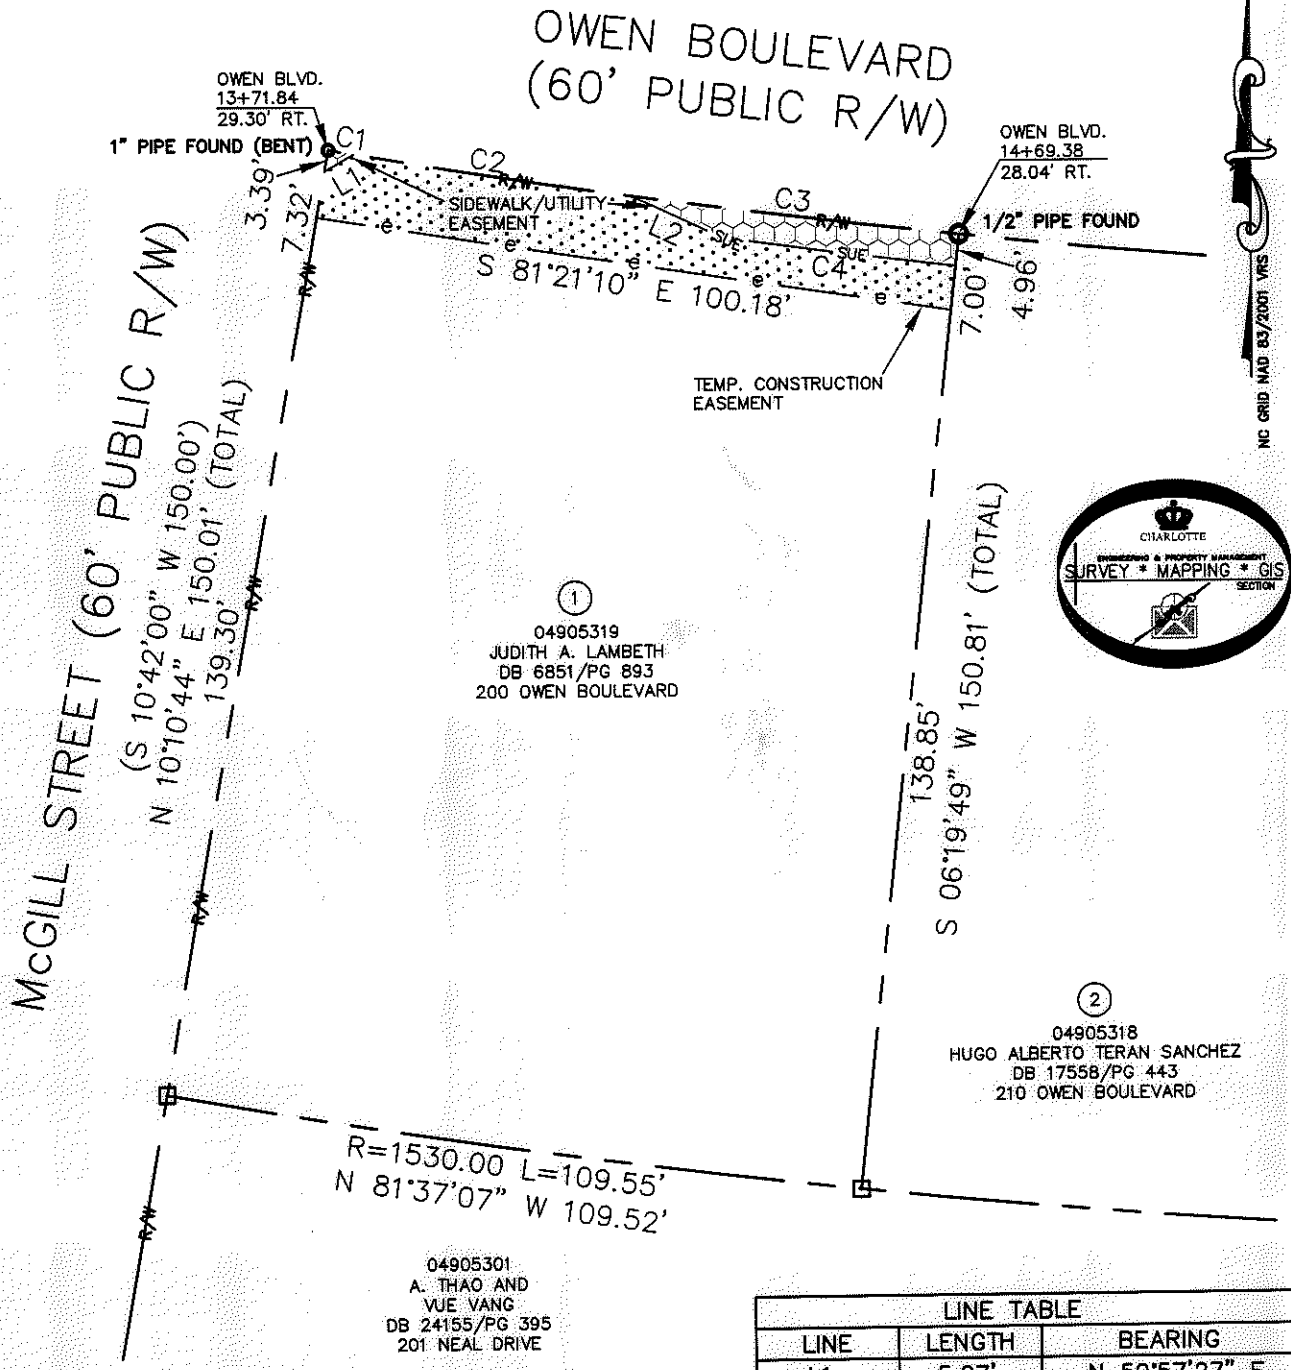 OWEN BOULEVARD
(60' PUBLIC R/W)
OWEN BLVD.
13+71.84
29.30' RT.
1" PIPE FOUND (BENT)
C1
C2
R/W
C3
R/W
OWEN BLVD.
14+69.38
28.04' RT.
1/2" PIPE FOUND
3.39'
7.32'
L1
SIDEWALK/UTILITY
EASEMENT
L2
SUE
SUE
C4
e
e
e
e
e
S 81°21'10" E 100.18'
7.00'
4.96'
TEMP. CONSTRUCTION
EASEMENT
NC GRID NAD 83/2001 VRS
McGILL STREET (60' PUBLIC R/W)
(S 10°42'00" W 150.00')
N 10°10'44" E 150.01' (TOTAL)
139.30'
R/W
R/W
R/W
R/W
1
04905319
JUDITH A. LAMBETH
DB 6851/PG 893
200 OWEN BOULEVARD
138.85'
S 06°19'49" W 150.81' (TOTAL)
CHARLOTTE
ENGINEERING & PROPERTY MANAGEMENT
SURVEY * MAPPING * GIS
SECTION
2
04905318
HUGO ALBERTO TERAN SANCHEZ
DB 17558/PG 443
210 OWEN BOULEVARD
R=1530.00 L=109.55'
N 81°37'07" W 109.52'
04905301
A. THAO AND
VUE VANG
DB 24155/PG 395
201 NEAL DRIVE
LINE TABLE
LINE LENGTH BEARING